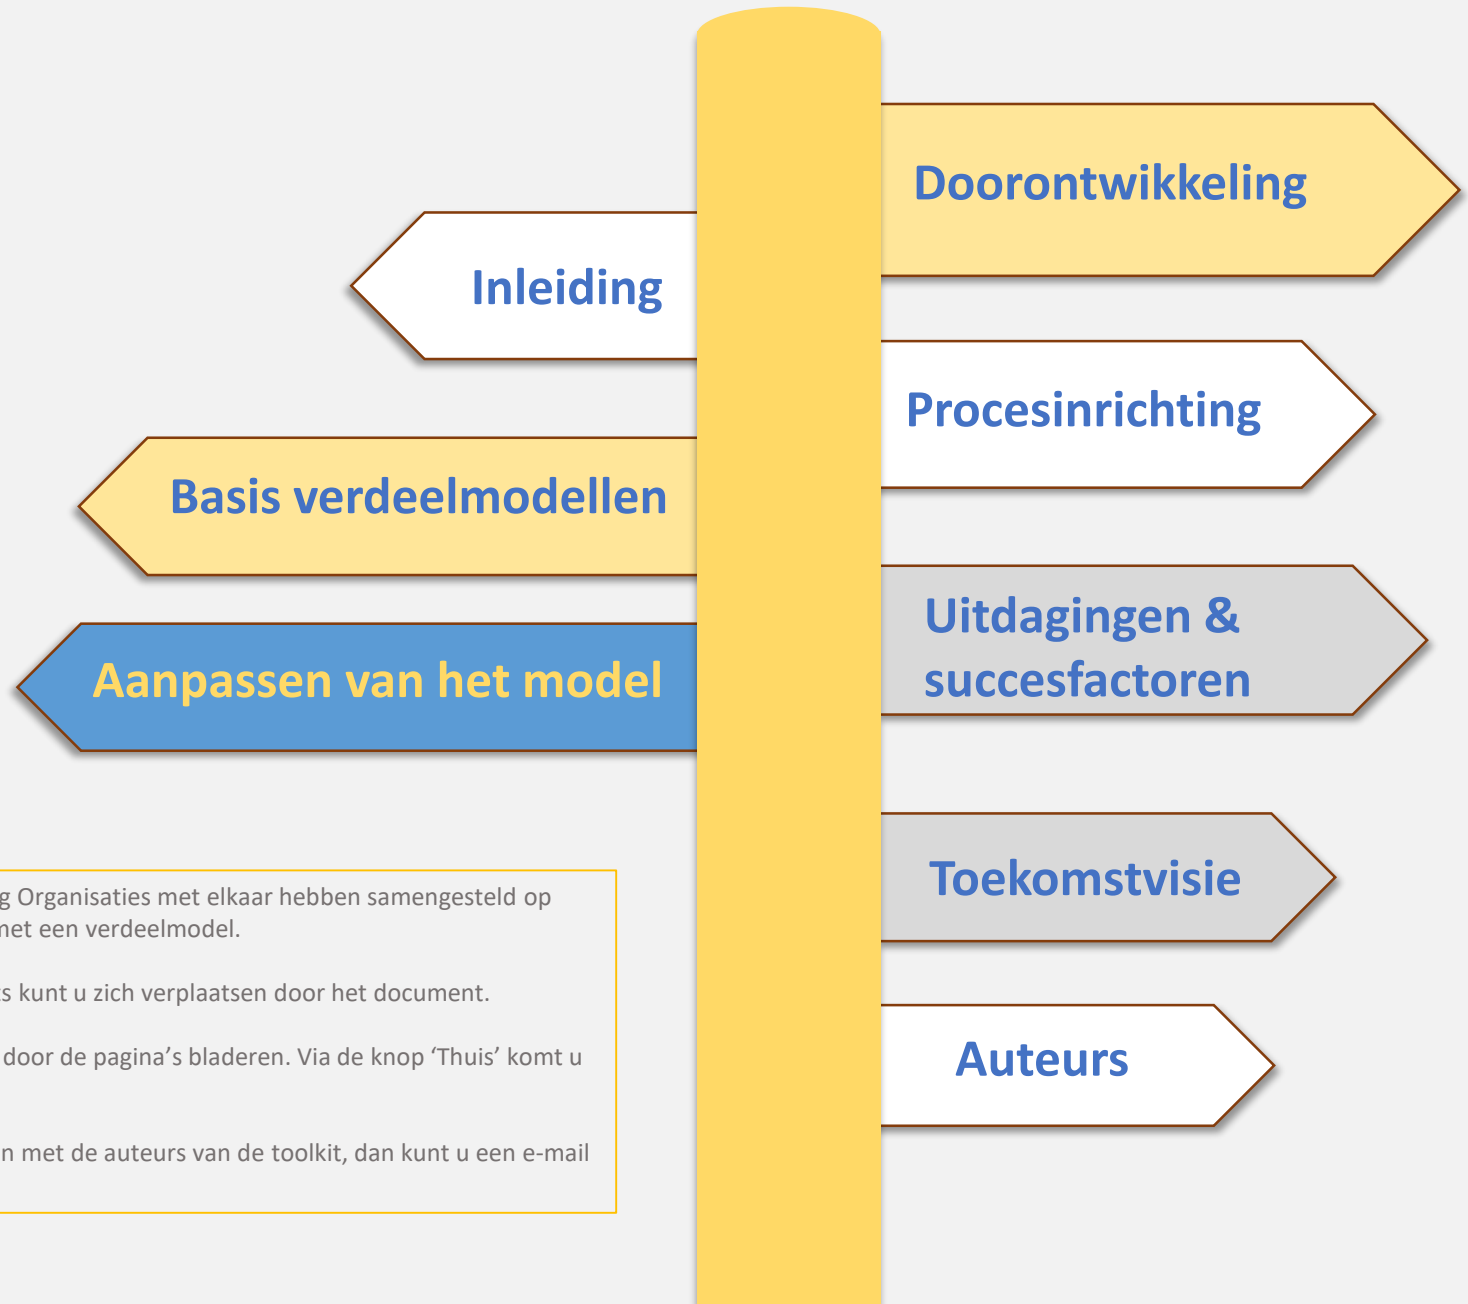 Inleiding
Basis verdeelmodellen
Aanpassen van het model
Doorontwikkeling
Procesinrichting
Uitdagingen &
succesfactoren
Toekomstvisie
Auteurs
Organisaties met elkaar hebben samengesteld op
met een verdeelmodel.
kunt u zich verplaatsen door het document.
door de pagina’s bladeren. Via de knop ‘Thuis’ komt u
met de auteurs van de toolkit, dan kunt u een e-mail